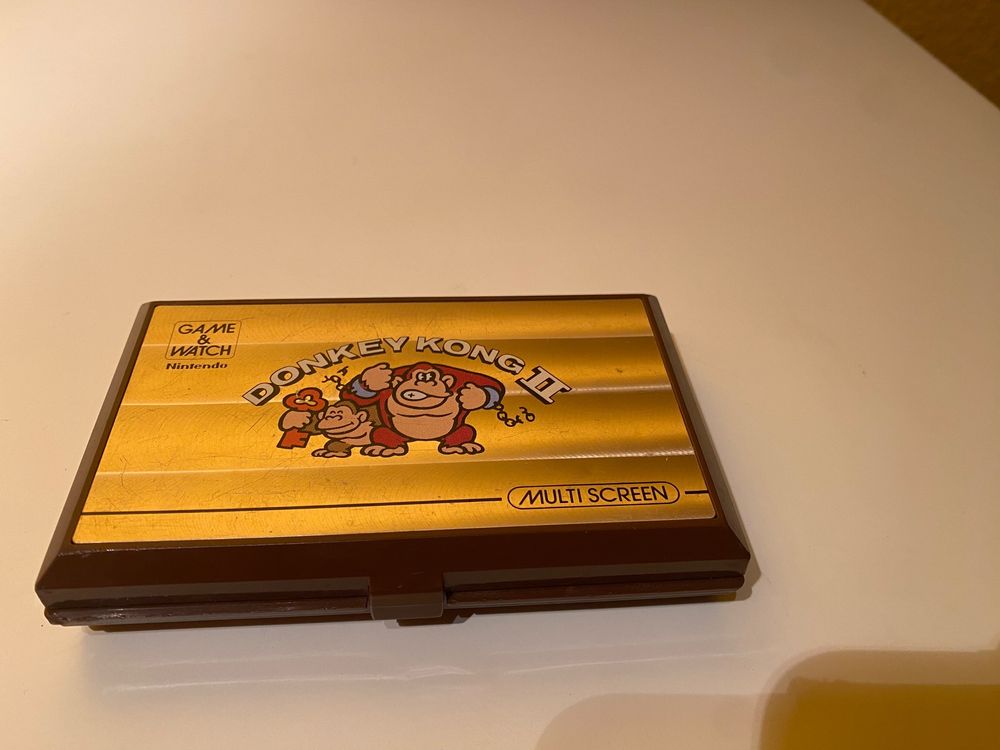 GAME
&
WATCH
Nintendo
DONKEY KONG II
MULTI SCREEN